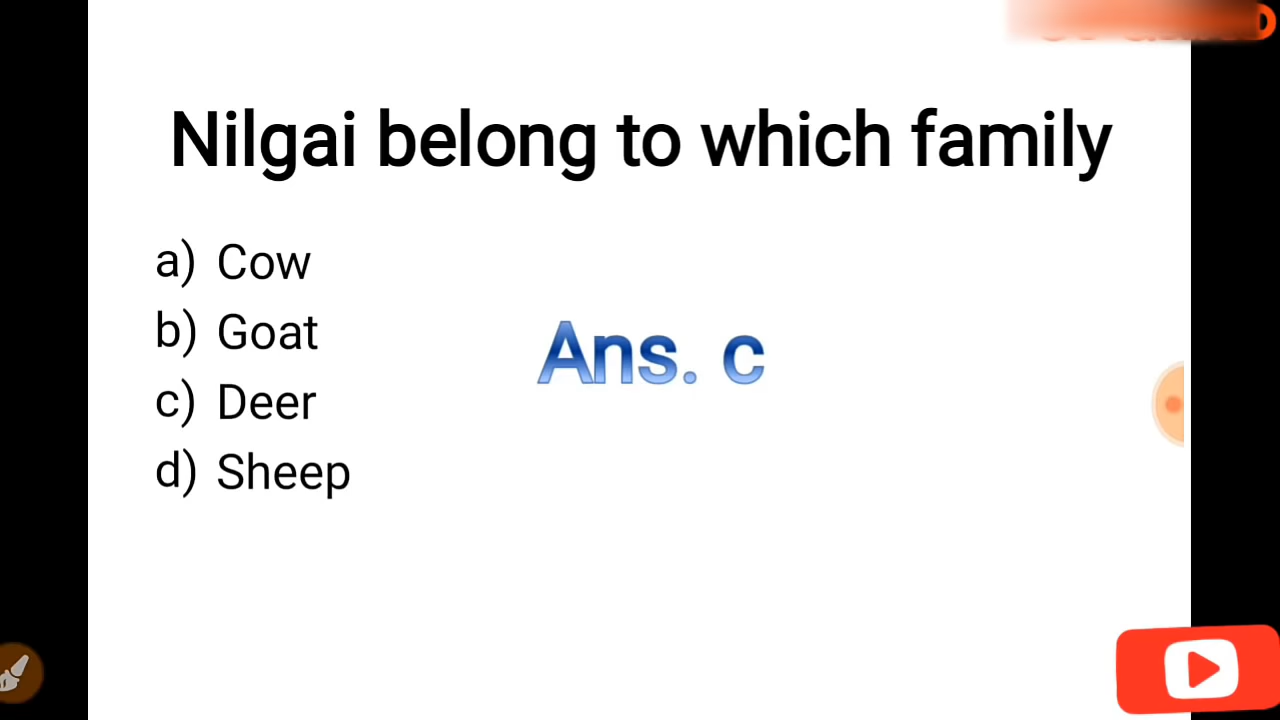 Nilgai belong to which family
a) Cow
b) Goat
Ans. c
c) Deer
d) Sheep